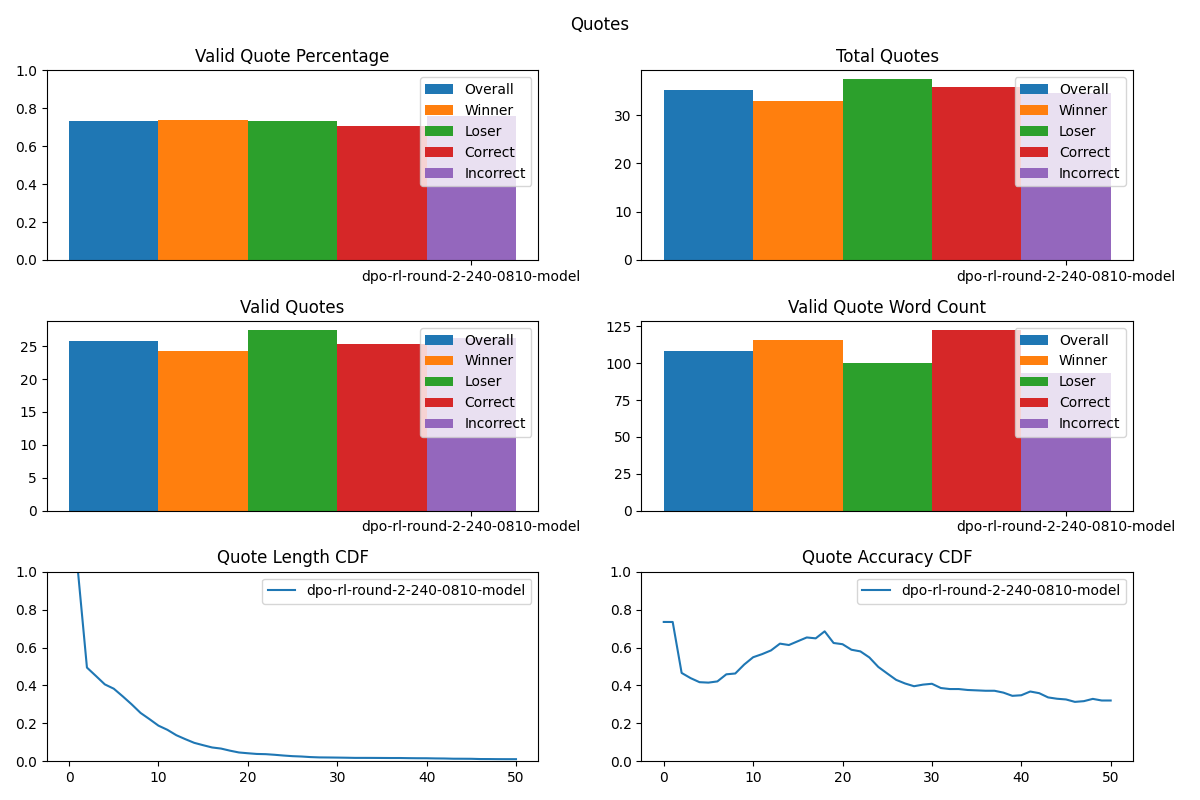 Quotes
Valid Quote Percentage
1.0
0.8
0.6
0.4
0.2
0.0
Overall
Winner
Loser
Correct
Incorrect
dpo-rl-round-2-240-0810-model
Total Quotes
30
20
10
0
Overall
Winner
Loser
Correct
Incorrect
dpo-rl-round-2-240-0810-model
Valid Quotes
25
20
15
10
5
0
Overall
Winner
Loser
Correct
Incorrect
dpo-rl-round-2-240-0810-model
Valid Quote Word Count
125
100
75
50
25
0
Overall
Winner
Loser
Correct
Incorrect
dpo-rl-round-2-240-0810-model
Quote Length CDF
1.0
0.8
0.6
0.4
0.2
0.0
dpo-rl-round-2-240-0810-model
0 10 20 30 40 50
Quote Accuracy CDF
1.0
0.8
0.6
0.4
0.2
0.0
dpo-rl-round-2-240-0810-model
0 10 20 30 40 50